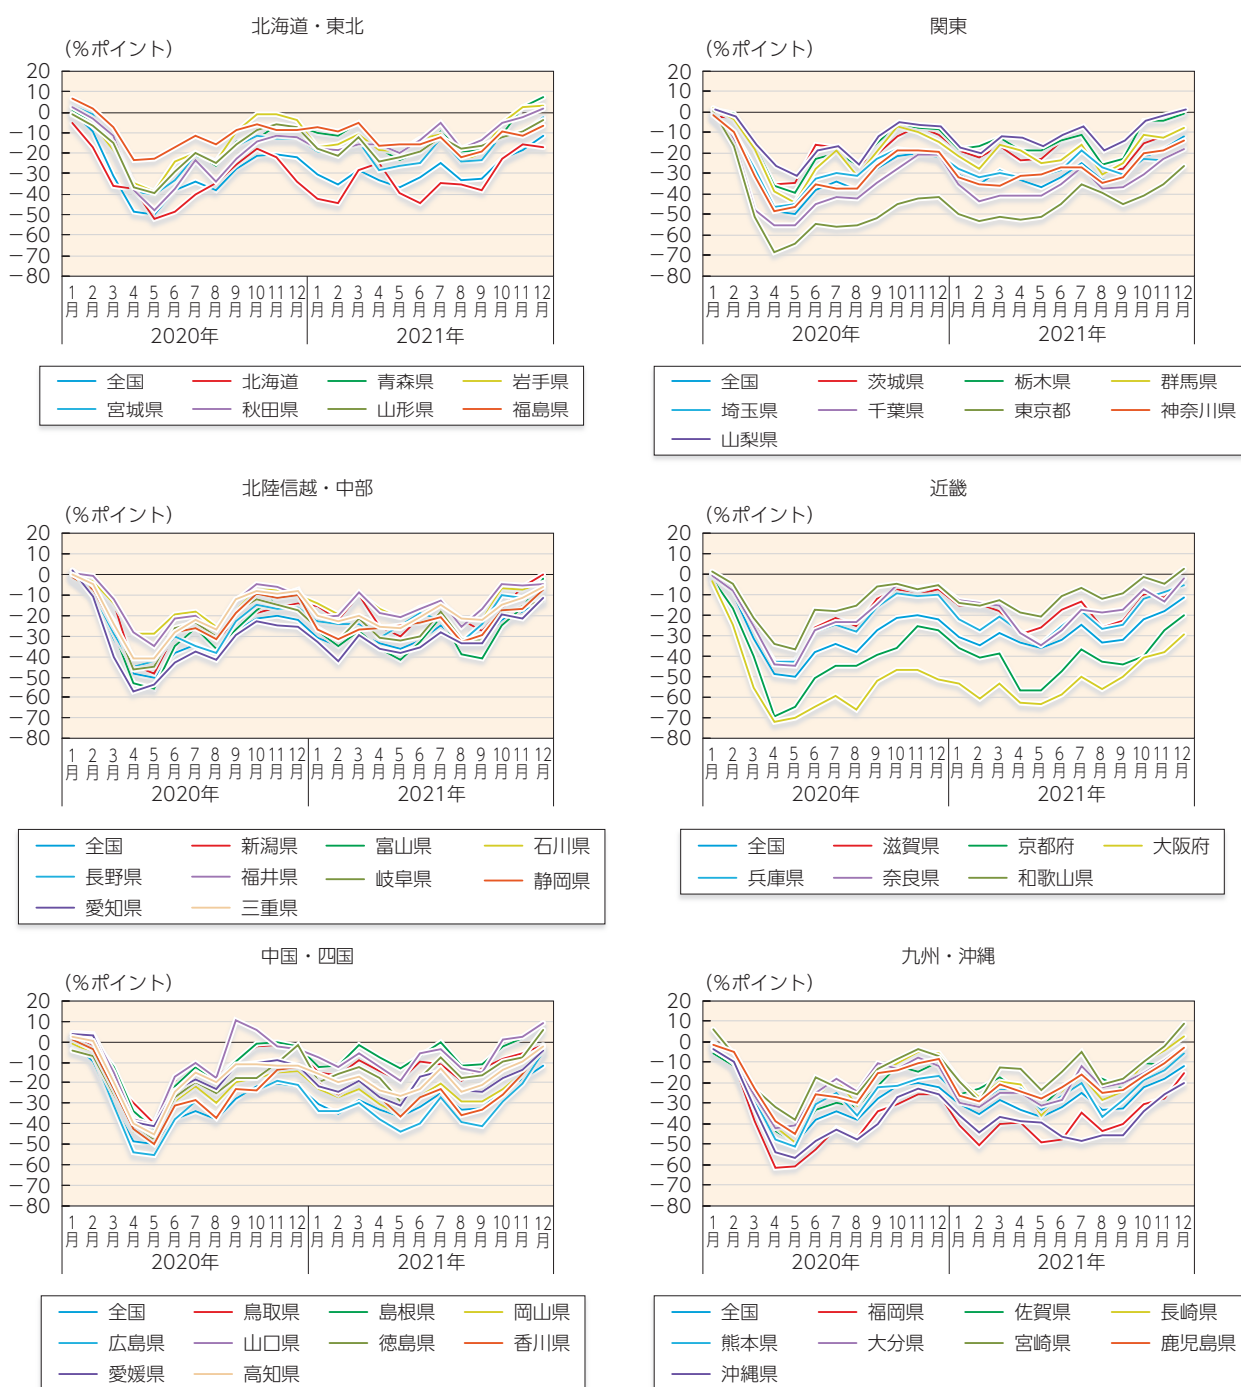 北海道・東北
(%ポイント)
20
10
0
−10
−20
−30
−40
−50
−60
−70
−80
1月 2月 3月 4月 5月 6月 7月 8月 9月 10月 11月 12月 1月 2月 3月 4月 5月 6月 7月 8月 9月 10月 11月 12月
2020年 2021年
全国 北海道 青森県 岩手県
宮城県 秋田県 山形県 福島県
関東
(%ポイント)
20
10
0
−10
−20
−30
−40
−50
−60
−70
−80
1月 2月 3月 4月 5月 6月 7月 8月 9月 10月 11月 12月 1月 2月 3月 4月 5月 6月 7月 8月 9月 10月 11月 12月
2020年 2021年
全国 茨城県 栃木県 群馬県
埼玉県 千葉県 東京都 神奈川県
山梨県
北陸信越・中部
(%ポイント)
20
10
0
−10
−20
−30
−40
−50
−60
−70
−80
1月 2月 3月 4月 5月 6月 7月 8月 9月 10月 11月 12月 1月 2月 3月 4月 5月 6月 7月 8月 9月 10月 11月 12月
2020年 2021年
全国 新潟県 富山県 石川県
長野県 福井県 岐阜県 静岡県
愛知県 三重県
近畿
(%ポイント)
20
10
0
−10
−20
−30
−40
−50
−60
−70
−80
1月 2月 3月 4月 5月 6月 7月 8月 9月 10月 11月 12月 1月 2月 3月 4月 5月 6月 7月 8月 9月 10月 11月 12月
2020年 2021年
全国 滋賀県 京都府 大阪府
兵庫県 奈良県 和歌山県
中国・四国
(%ポイント)
20
10
0
−10
−20
−30
−40
−50
−60
−70
−80
1月 2月 3月 4月 5月 6月 7月 8月 9月 10月 11月 12月 1月 2月 3月 4月 5月 6月 7月 8月 9月 10月 11月 12月
2020年 2021年
全国 鳥取県 島根県 岡山県
広島県 山口県 徳島県 香川県
愛媛県 高知県
九州・沖縄
(%ポイント)
20
10
0
−10
−20
−30
−40
−50
−60
−70
−80
1月 2月 3月 4月 5月 6月 7月 8月 9月 10月 11月 12月 1月 2月 3月 4月 5月 6月 7月 8月 9月 10月 11月 12月
2020年 2021年
全国 福岡県 佐賀県 長崎県
熊本県 大分県 宮崎県 鹿児島県
沖縄県